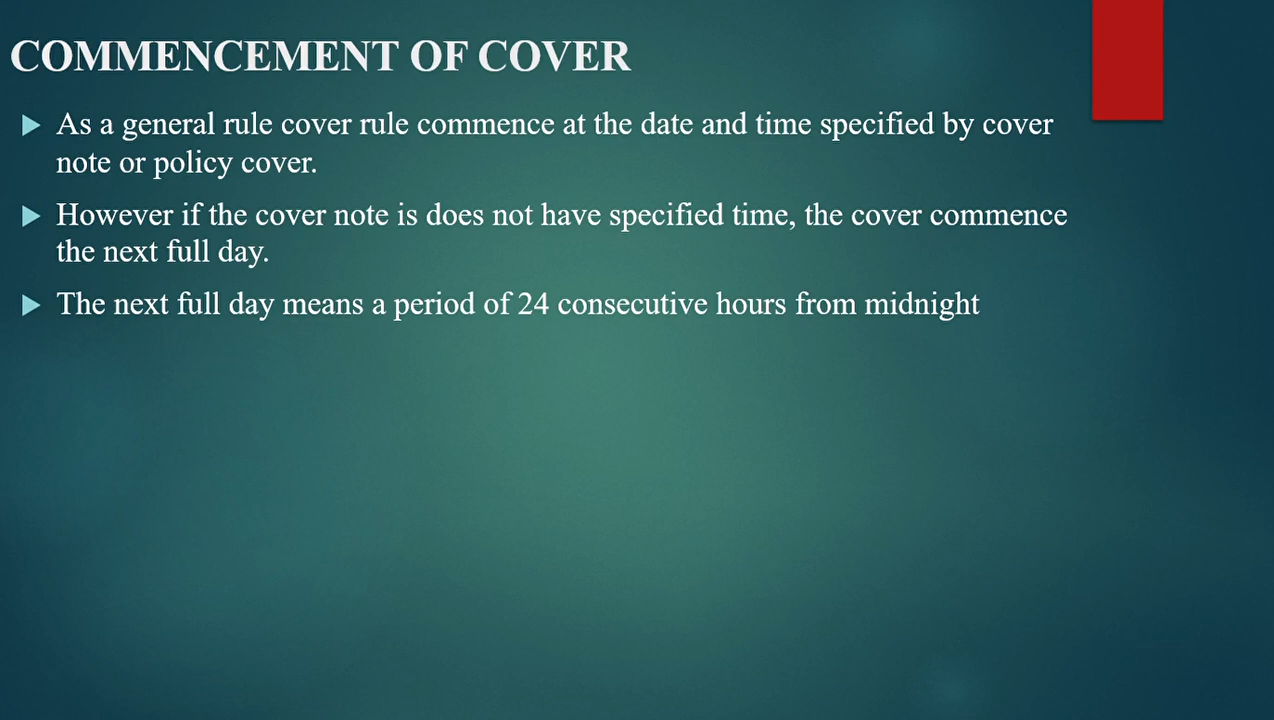 COMMENCEMENT OF COVER
As a general rule cover rule commence at the date and time specified by cover
note or policy cover.
However if the cover note is does not have specified time, the cover commence
the next full day.
The next full day means a period of 24 consecutive hours from midnight